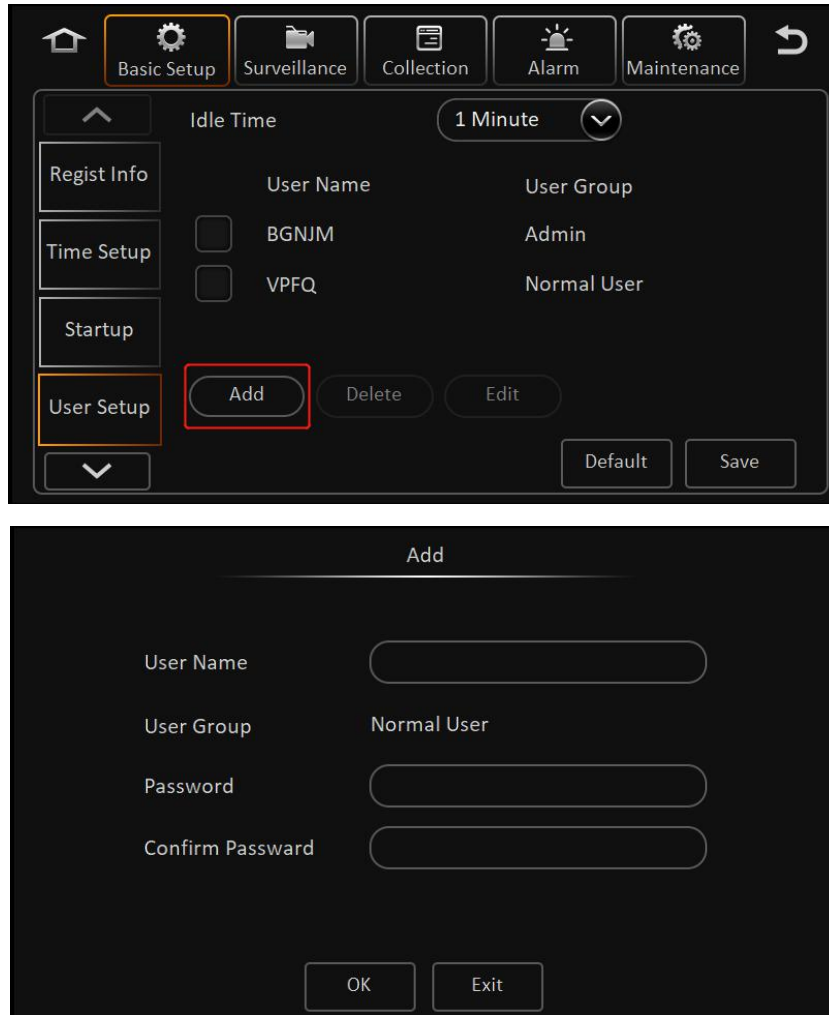 Basic Setup Surveillance Collection Alarm Maintenance
Idle Time 1 Minute
Regist Info
User Name User Group
BGNJM Admin
Time Setup
VPFQ Normal User
Startup
Add Delete Edit
User Setup
Default Save
Add
User Name
User Group Normal User
Password
Confirm Passward
OK Exit